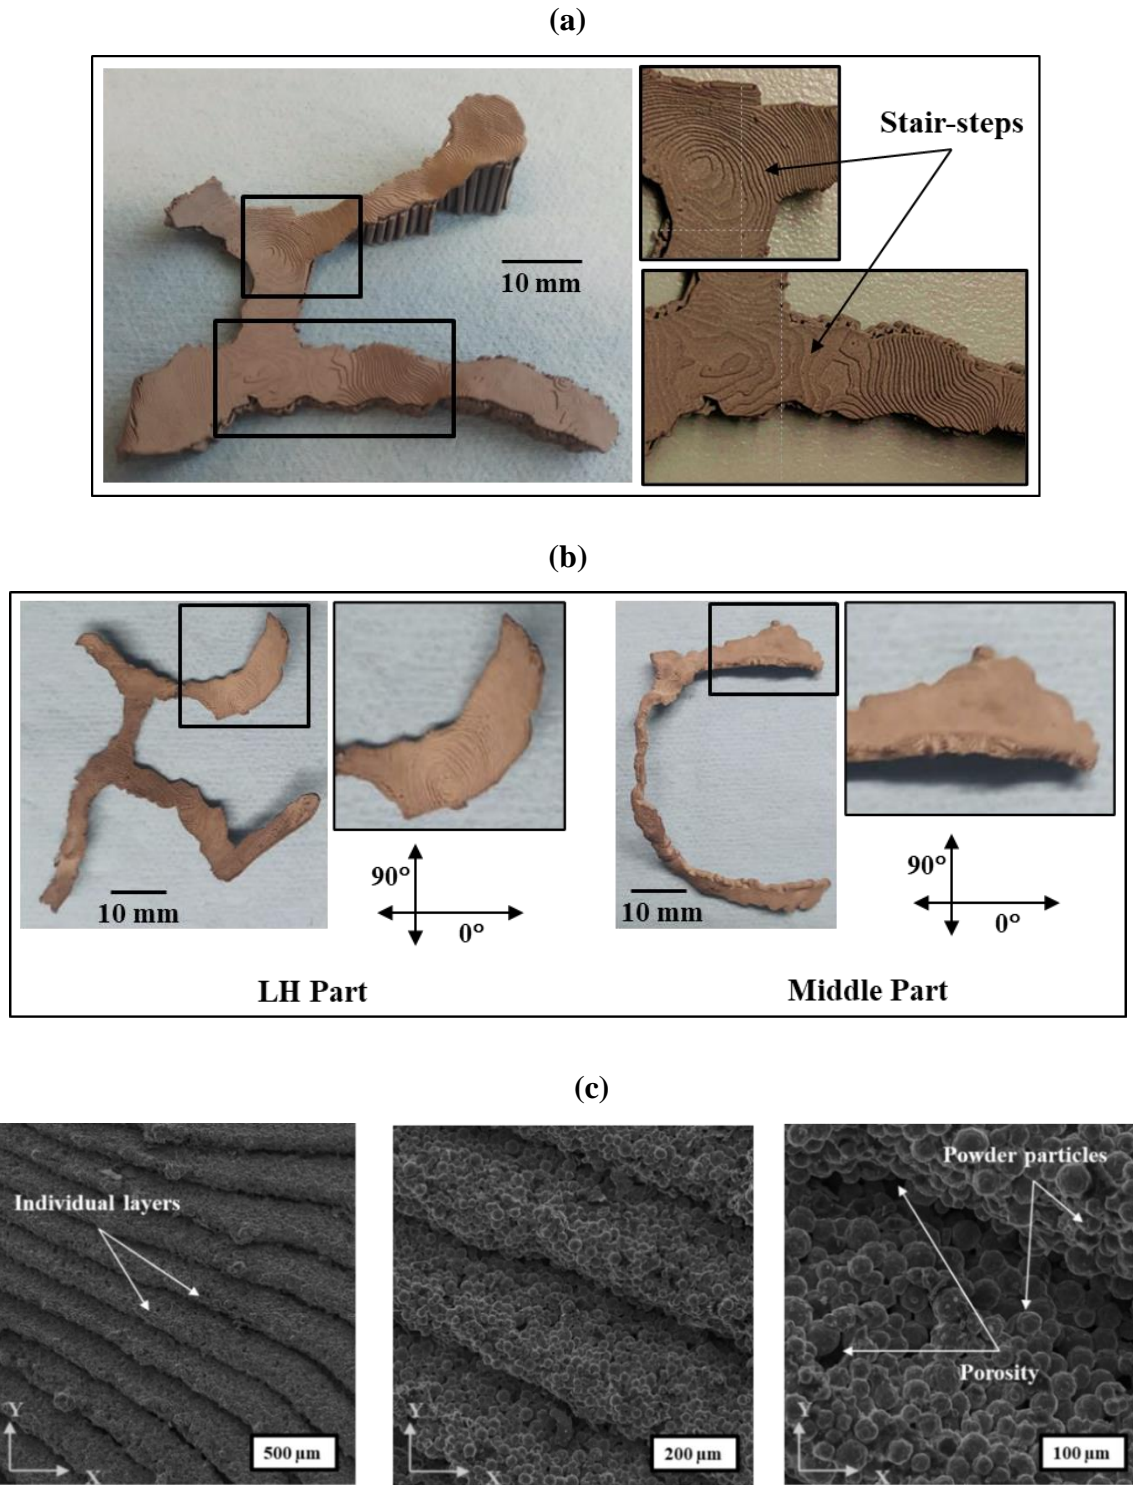 (a)
Stair-steps
10 mm
(b)
90°
0°
10 mm
90°
0°
10 mm
LH Part
Middle Part
(c)
Individual layers
Y
X
500 µm
Y
X
200 µm
Powder particles
Porosity
Y
X
100 µm